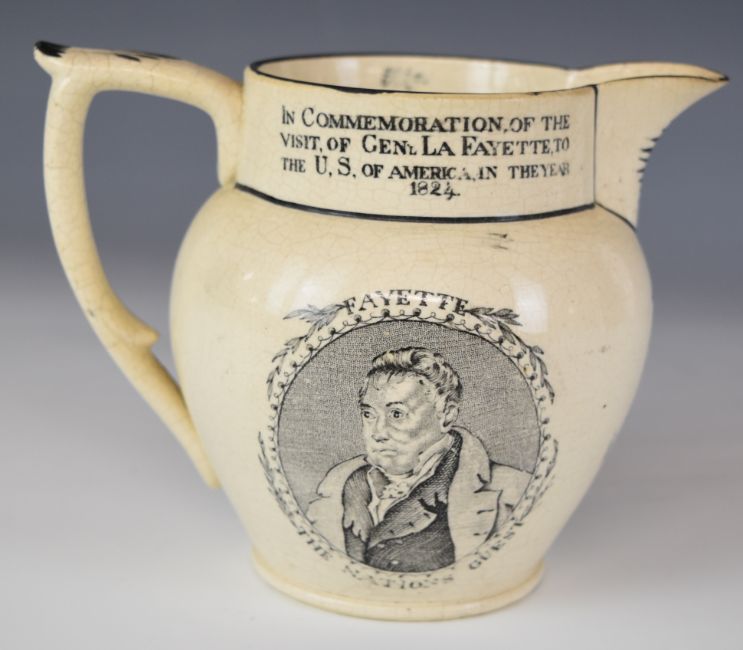 IN COMMEMORATION, OF THE
VISIT, OF GENL LA FAYETTE, TO
THE U, S, OF AMERICA, IN THE YEAR
1824.
FAYETTE
THE NATIONS GUEST